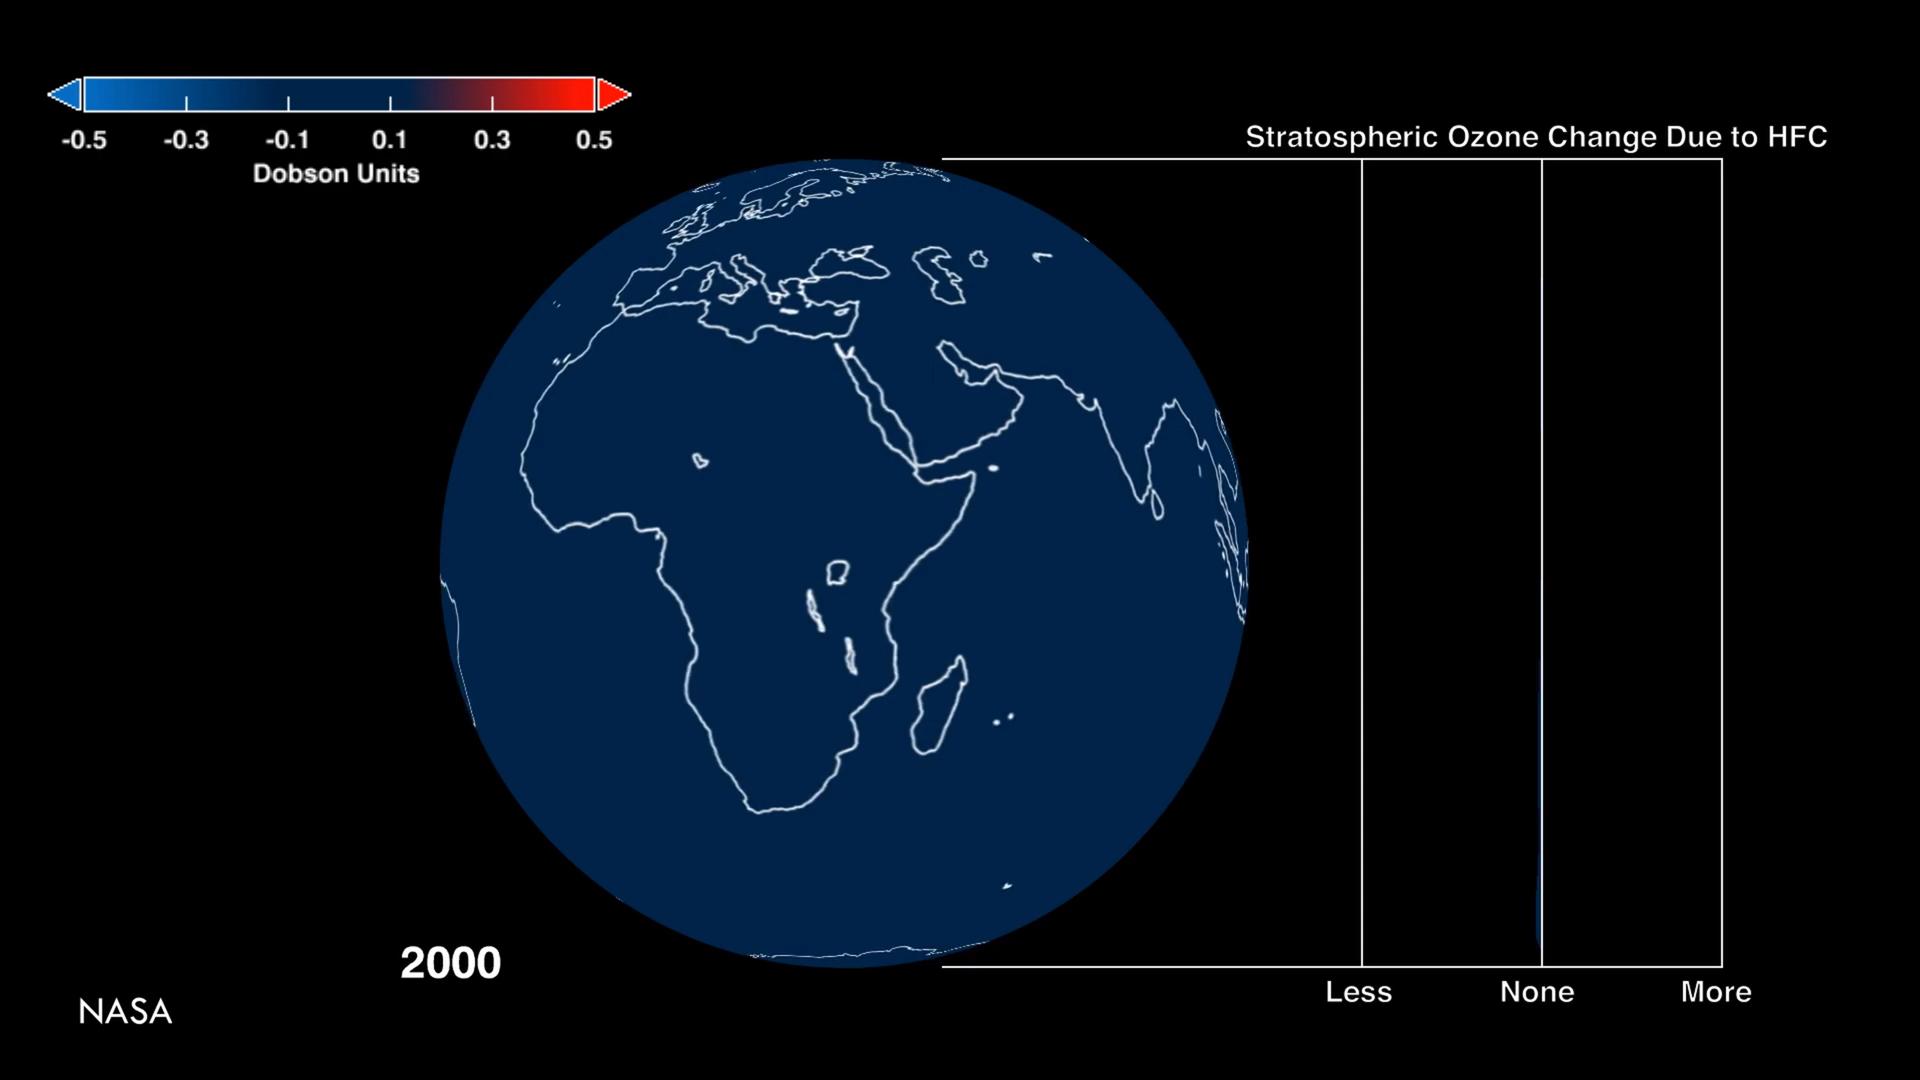 -0.5 -0.3 -0.1 0.1 0.3 0.5
Dobson Units
Stratospheric Ozone Change Due to HFC
2000
NASA
Less None More